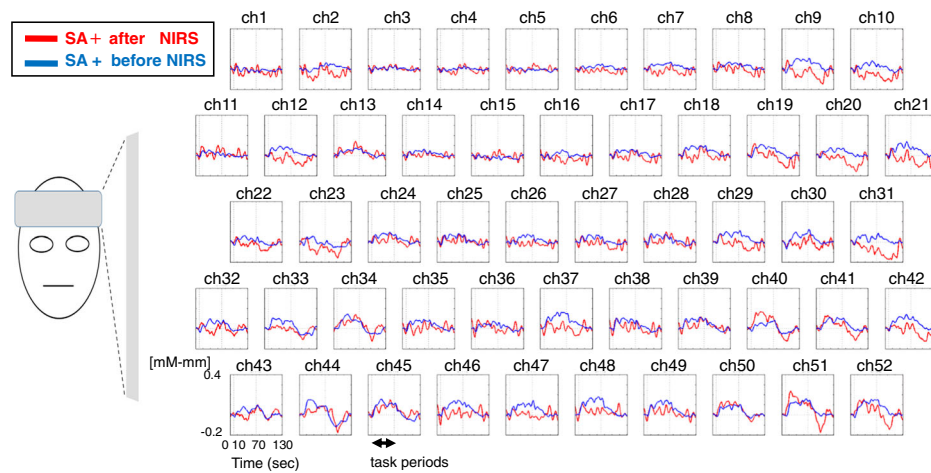 ch1 ch2 ch3 ch4 ch5 ch6 ch7 ch8 ch9 ch10
SA+ after NIRS
SA+ before NIRS
ch11 ch12 ch13 ch14 ch15 ch16 ch17 ch18 ch19 ch20 ch21
ch22 ch23 ch24 ch25 ch26 ch27 ch28 ch29 ch30 ch31
ch32 ch33 ch34 ch35 ch36 ch37 ch38 ch39 ch40 ch41 ch42
[mM-mm]
ch43 ch44 ch45 ch46 ch47 ch48 ch49 ch50 ch51 ch52
0.4
-0.2
0 10 70 130
Time (sec)
task periods